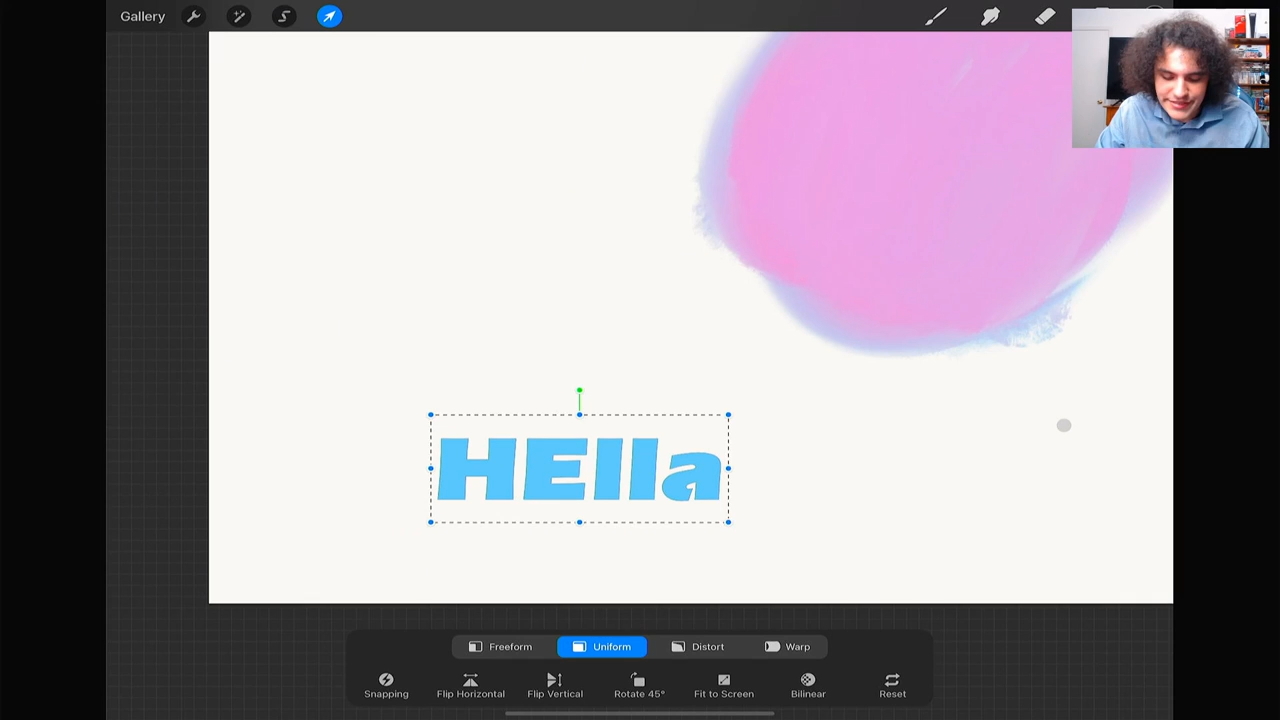 Gallery
HElla
Freeform Uniform Distort Warp
Snapping Flip Horizontal Flip Vertical Rotate 45° Fit to Screen Bilinear Reset